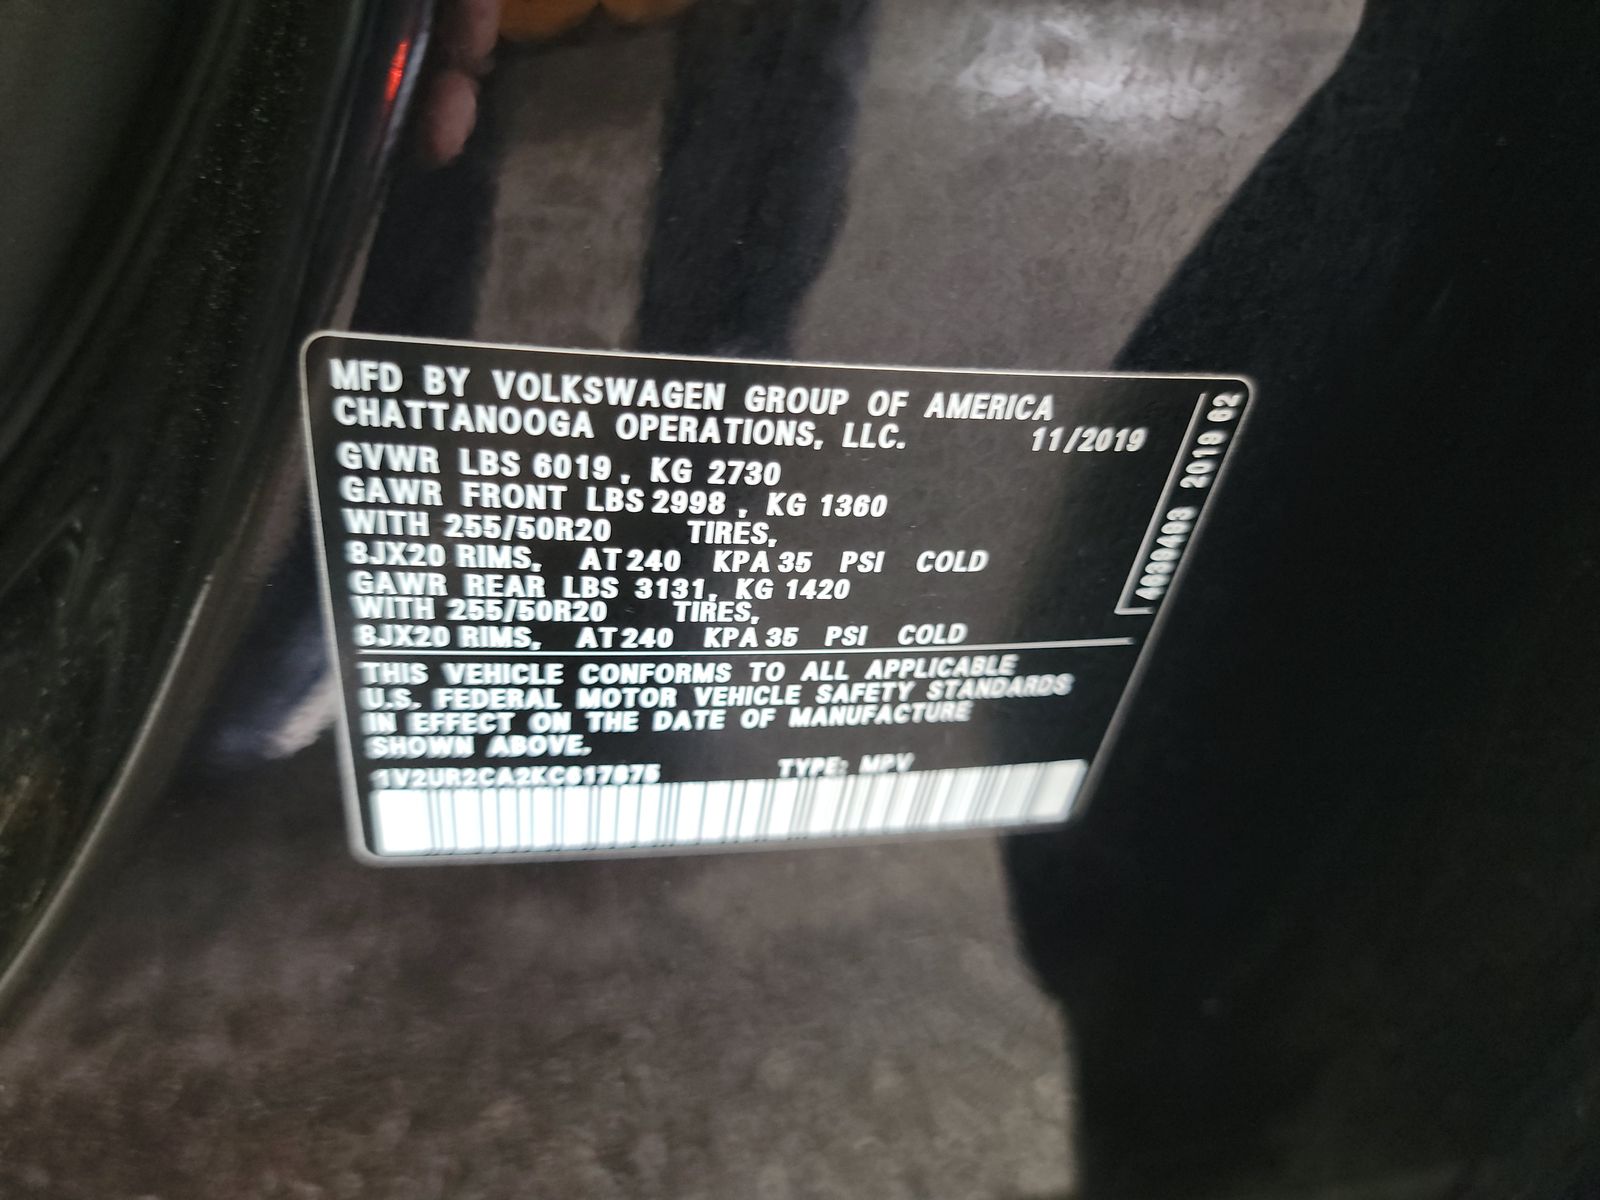 MFD BY VOLKSWAGEN GROUP OF AMERICA
CHATTANOOGA OPERATIONS, LLC. 11/2019
GVWR LBS 6019, KG 2730
GAWR FRONT LBS 2998, KG 1360
WITH 255/50R20 TIRES,
8JX20 RIMS, AT 240 KPA 35 PSI COLD
GAWR REAR LBS 3131, KG 1420
WITH 255/50R20 TIRES,
8JX20 RIMS, AT 240 KPA 35 PSI COLD
THIS VEHICLE CONFORMS TO ALL APPLICABLE
U.S. FEDERAL MOTOR VEHICLE SAFETY STANDARDS
IN EFFECT ON THE DATE OF MANUFACTURE
SHOWN ABOVE.
TYPE: MPV